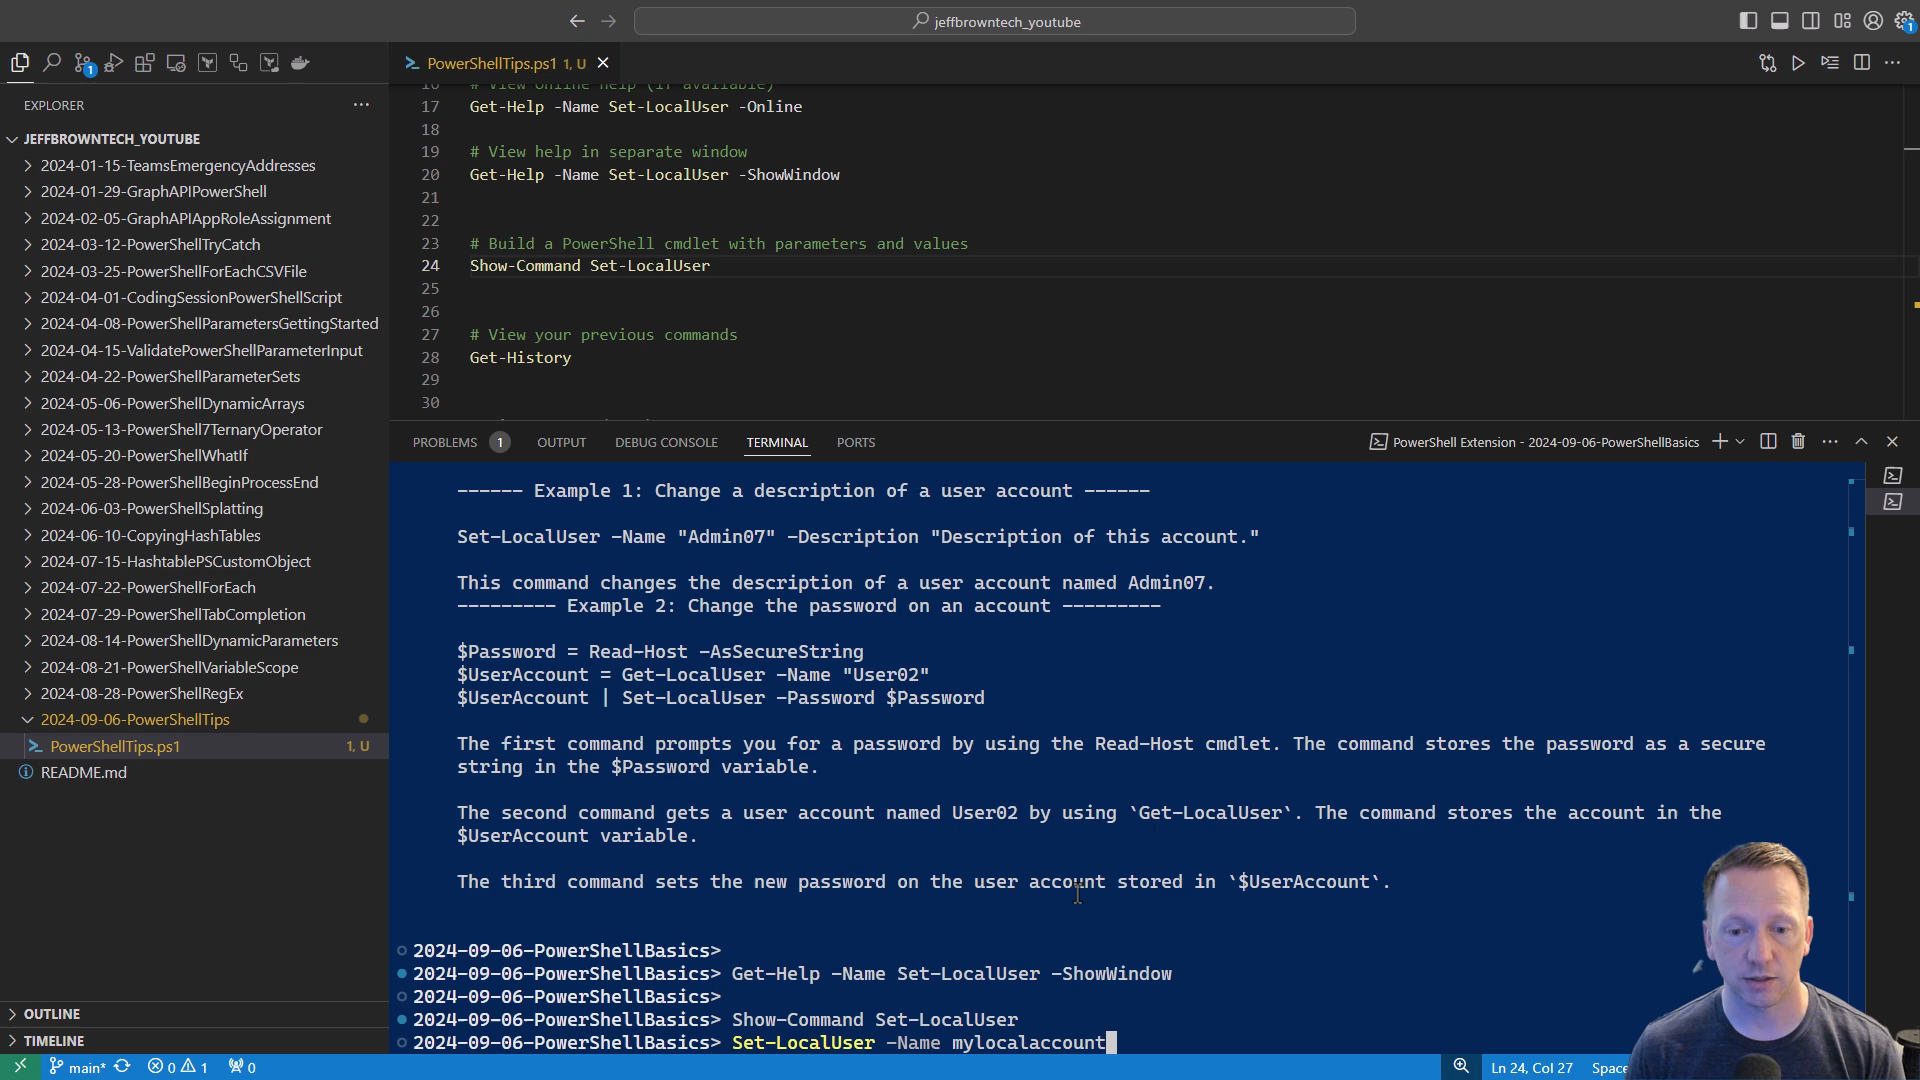 jeffbrowntech_youtube
EXPLORER
JEFFBROWNTECH_YOUTUBE
2024-01-15-TeamsEmergencyAddresses
2024-01-29-GraphAPIPowerShell
2024-02-05-GraphAPIAppRoleAssignment
2024-03-12-PowerShellTryCatch
2024-03-25-PowerShellForEachCSVFile
2024-04-01-CodingSessionPowerShellScript
2024-04-08-PowerShellParametersGettingStarted
2024-04-15-ValidatePowerShellParameterInput
2024-04-22-PowerShellParameterSets
2024-05-06-PowerShellDynamicArrays
2024-05-13-PowerShell7TernaryOperator
2024-05-20-PowerShellWhatIf
2024-05-28-PowerShellBeginProcessEnd
2024-06-03-PowerShellSplatting
2024-06-10-CopyingHashTables
2024-07-15-HashtablePSCustomObject
2024-07-22-PowerShellForEach
2024-07-29-PowerShellTabCompletion
2024-08-14-PowerShellDynamicParameters
2024-08-21-PowerShellVariableScope
2024-08-28-PowerShellRegEx
2024-09-06-PowerShellTips
PowerShellTips.ps1 1, U
README.md
OUTLINE
TIMELINE
PowerShellTips.ps1 1, U
16 # View online help (if available)
17 Get-Help -Name Set-LocalUser -Online
18
19 # View help in separate window
20 Get-Help -Name Set-LocalUser -ShowWindow
21
22
23 # Build a PowerShell cmdlet with parameters and values
24 Show-Command Set-LocalUser
25
26
27 # View your previous commands
28 Get-History
29
30
PROBLEMS 1 OUTPUT DEBUG CONSOLE TERMINAL PORTS
PowerShell Extension - 2024-09-06-PowerShellBasics
------ Example 1: Change a description of a user account ------
Set-LocalUser -Name "Admin07" -Description "Description of this account."
This command changes the description of a user account named Admin07.
--------- Example 2: Change the password on an account ---------
$Password = Read-Host -AsSecureString
$UserAccount = Get-LocalUser -Name "User02"
$UserAccount | Set-LocalUser -Password $Password
The first command prompts you for a password by using the Read-Host cmdlet. The command stores the password as a secure
string in the $Password variable.
The second command gets a user account named User02 by using `Get-LocalUser`. The command stores the account in the
$UserAccount variable.
The third command sets the new password on the user account stored in `$UserAccount`.
2024-09-06-PowerShellBasics>
2024-09-06-PowerShellBasics> Get-Help -Name Set-LocalUser -ShowWindow
2024-09-06-PowerShellBasics>
2024-09-06-PowerShellBasics> Show-Command Set-LocalUser
2024-09-06-PowerShellBasics> Set-LocalUser -Name mylocalaccount
main* 0 1 0
Ln 24, Col 27